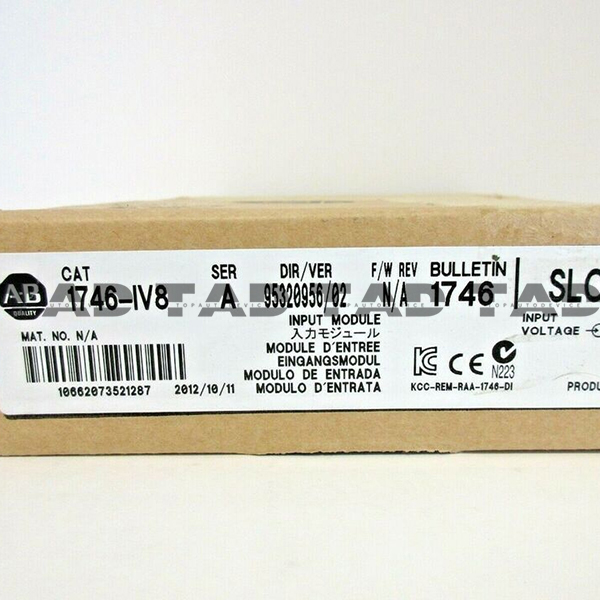 CAT SER DIR/VER F/W REV BULLETIN
AB 1746-IV8 A 95320956/02 N/A 1746 SLC
QUALITY
MAT. NO. N/A
INPUT MODULE
入力モジュール
MODULE D'ENTREE
EINGANGSMODUL
MODULO DE ENTRADA
MODULO D'ENTRATA
INPUT
VOLTAGE
10662073521287 2012/10/11
CE N223
KCC-REM-RAA-1746-DI
PRODU